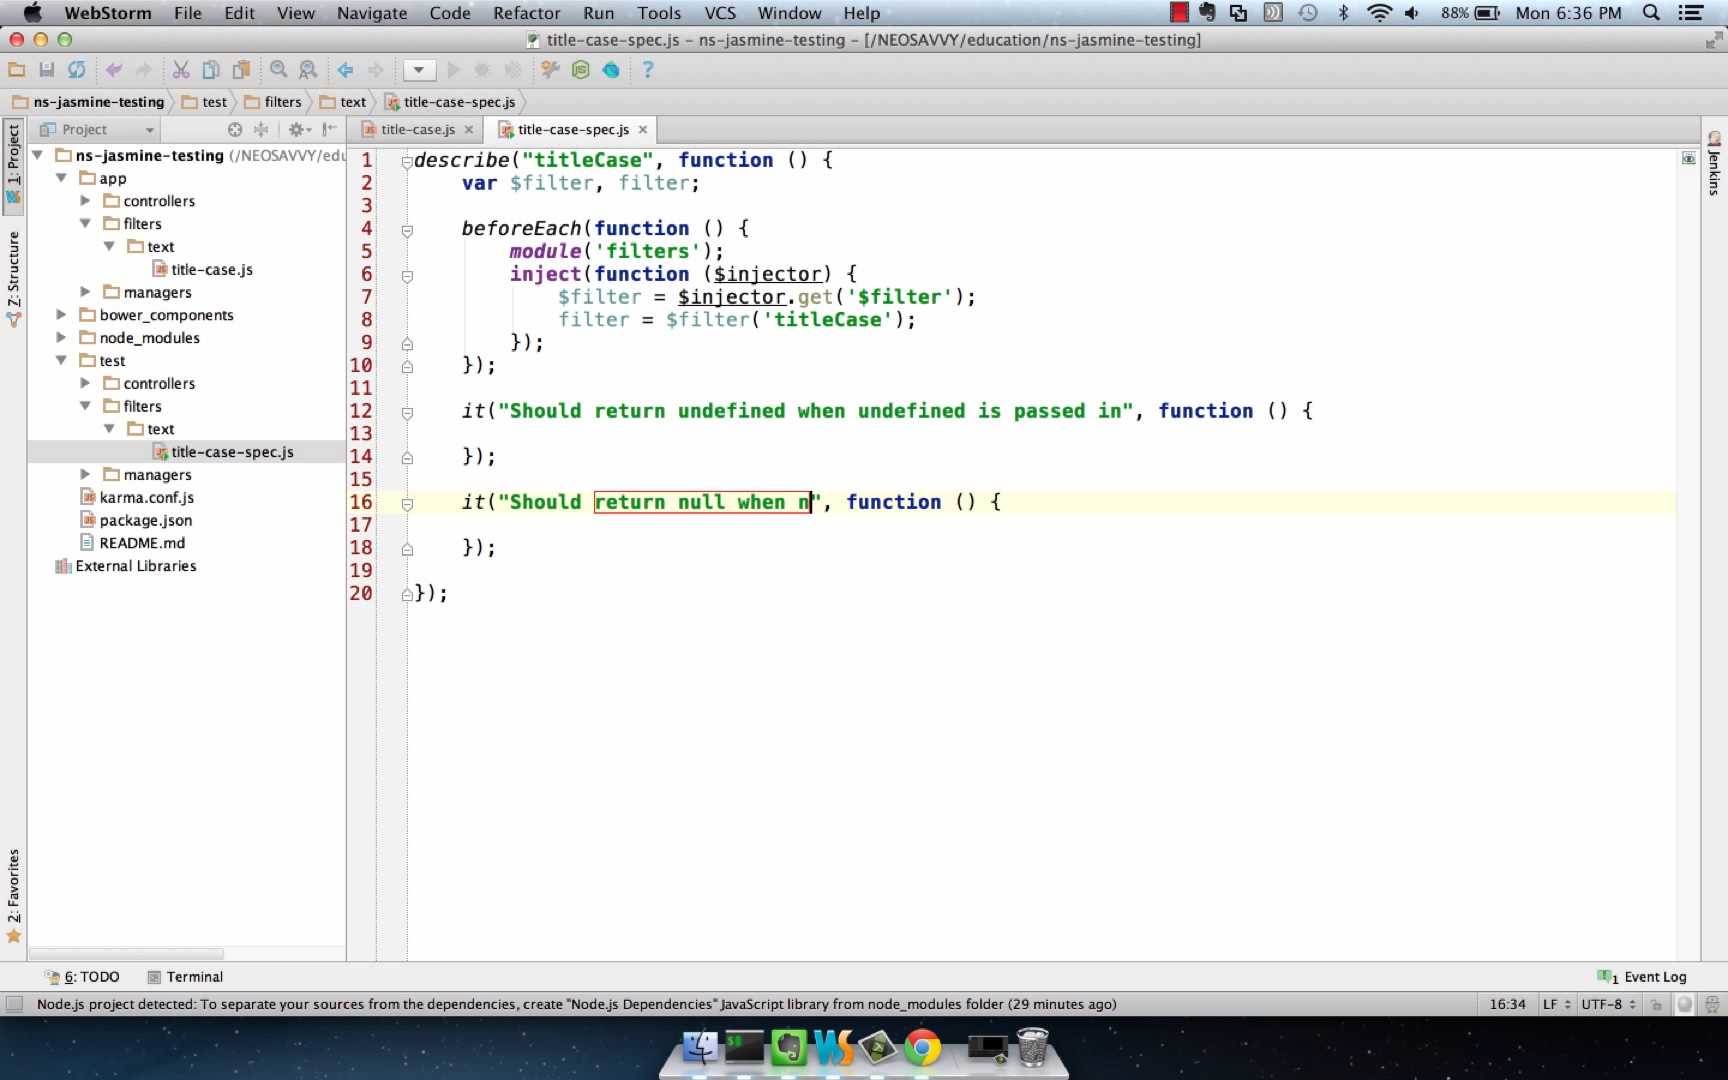 WebStorm File Edit View Navigate Code Refactor Run Tools VCS Window Help 88% Mon 6:36 PM
title-case-spec.js – ns-jasmine-testing – [/NEOSAVVY/education/ns-jasmine-testing]
ns-jasmine-testing test filters text title-case-spec.js
1: Project
Z: Structure
2: Favorites
Project
ns-jasmine-testing (/NEOSAVVY/edu
app
controllers
filters
text
title-case.js
managers
bower_components
node_modules
test
controllers
filters
text
title-case-spec.js
managers
karma.conf.js
package.json
README.md
External Libraries
title-case.js title-case-spec.js
1 describe("titleCase", function () {
2 var $filter, filter;
3
4 beforeEach(function () {
5 module('filters');
6 inject(function ($injector) {
7 $filter = $injector.get('$filter');
8 filter = $filter('titleCase');
9 });
10 });
11
12 it("Should return undefined when undefined is passed in", function () {
13
14 });
15
16 it("Should return null when n", function () {
17
18 });
19
20 });
Jenkins
6: TODO Terminal 1 Event Log
Node.js project detected: To separate your sources from the dependencies, create "Node.js Dependencies" JavaScript library from node_modules folder (29 minutes ago) 16:34 LF UTF-8